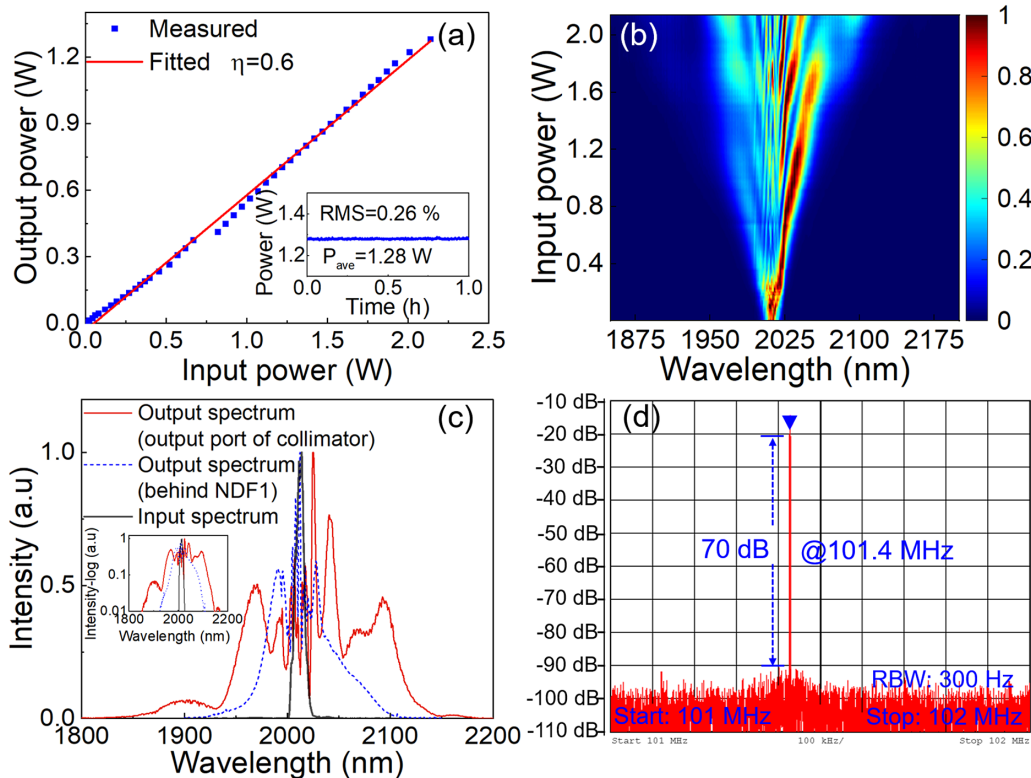 (a)
Measured
Fitted η=0.6
Output power (W)
1.2
0.9
0.6
0.3
0.0
Power (W)
1.4
1.2
RMS=0.26 %
P_ave=1.28 W
0.0 0.5 1.0
Time (h)
0.0 0.5 1.0 1.5 2.0 2.5
Input power (W)
(b)
Input power (W)
2.0
1.6
1.2
0.8
0.4
1875 1950 2025 2100 2175
Wavelength (nm)
1
0.8
0.6
0.4
0.2
0
(c)
Output spectrum
(output port of collimator)
Output spectrum
(behind NDF1)
Input spectrum
Intensity (a.u)
1.0
0.5
0.0
Intensity-log (a.u)
1
0.1
0.01
1800 2000 2200
Wavelength (nm)
1800 1900 2000 2100 2200
Wavelength (nm)
(d)
-10 dB
-20 dB
-30 dB
-40 dB
-50 dB
-60 dB
-70 dB
-80 dB
-90 dB
-100 dB
-110 dB
70 dB
@101.4 MHz
RBW: 300 Hz
Start: 101 MHz
Stop: 102 MHz
Start 101 MHz
100 kHz/
Stop 102 MHz